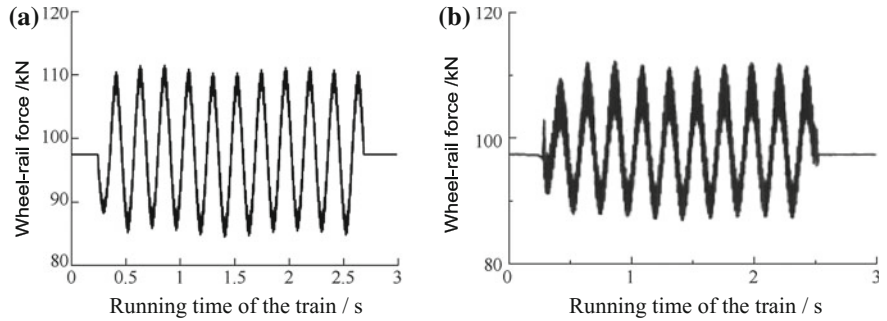 (a)
120
110
100
90
80
Wheel-rail force /kN
0 0.5 1 1.5 2 2.5 3
Running time of the train / s
(b)
120
100
80
Wheel-rail force /kN
0 1 2 3
Running time of the train / s